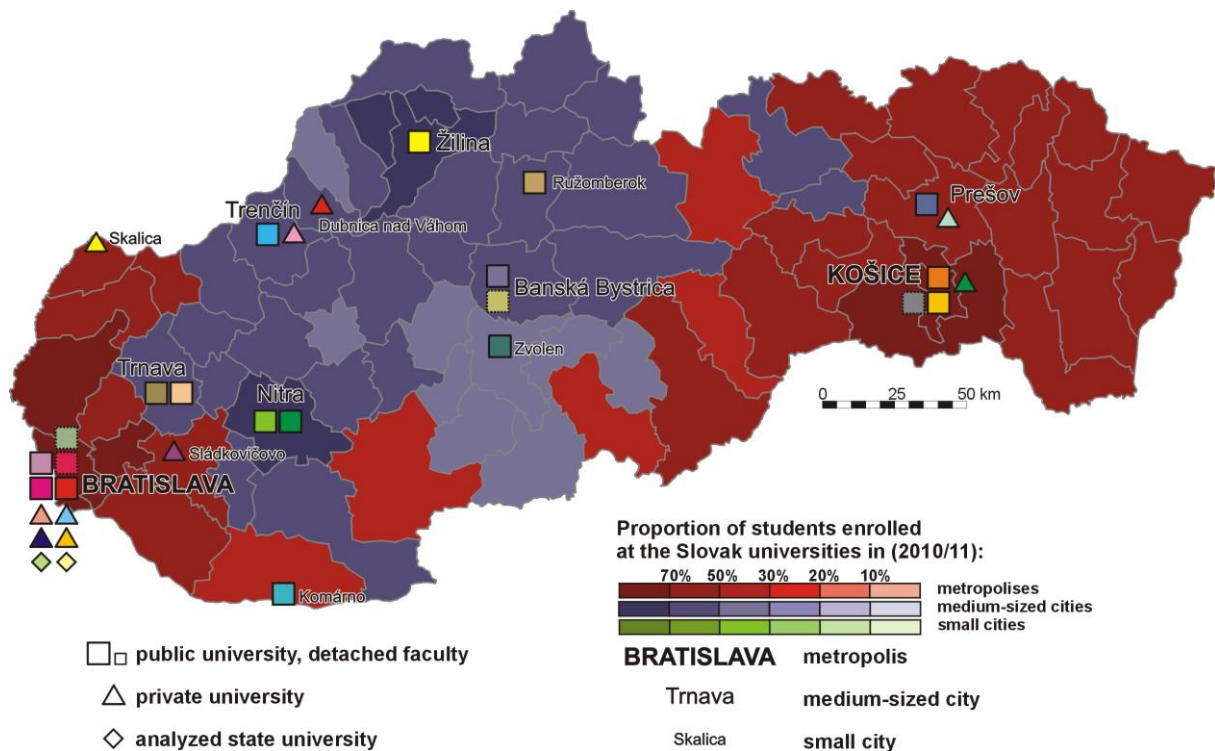 Žilina
Ružomberok
Trenčín
Dubnica nad Váhom
Skalica
Prešov
KOŠICE
Banská Bystrica
Zvolen
Trnava
Nitra
0 25 50 km
Sládkovičovo
BRATISLAVA
Komárno
Proportion of students enrolled
at the Slovak universities in (2010/11):
70% 50% 30% 20% 10%
metropolises
medium-sized cities
small cities
BRATISLAVA metropolis
Trnava medium-sized city
Skalica small city
public university, detached faculty
private university
analyzed state university